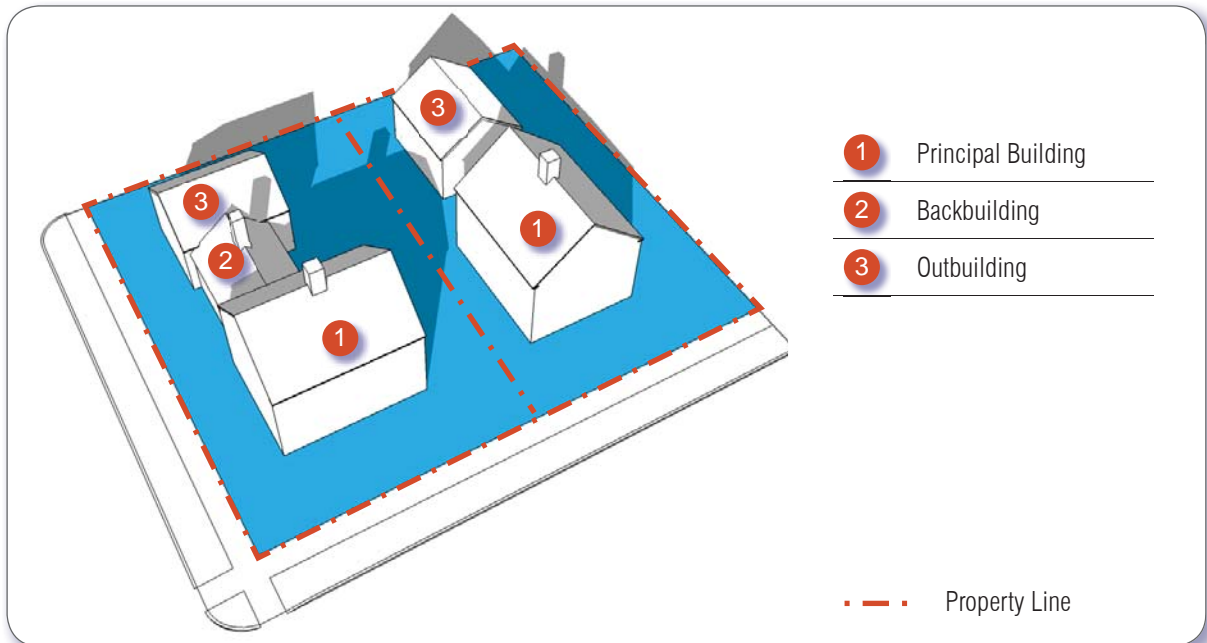 3
3
2
1
1
1 Principal Building
2 Backbuilding
3 Outbuilding
Property Line